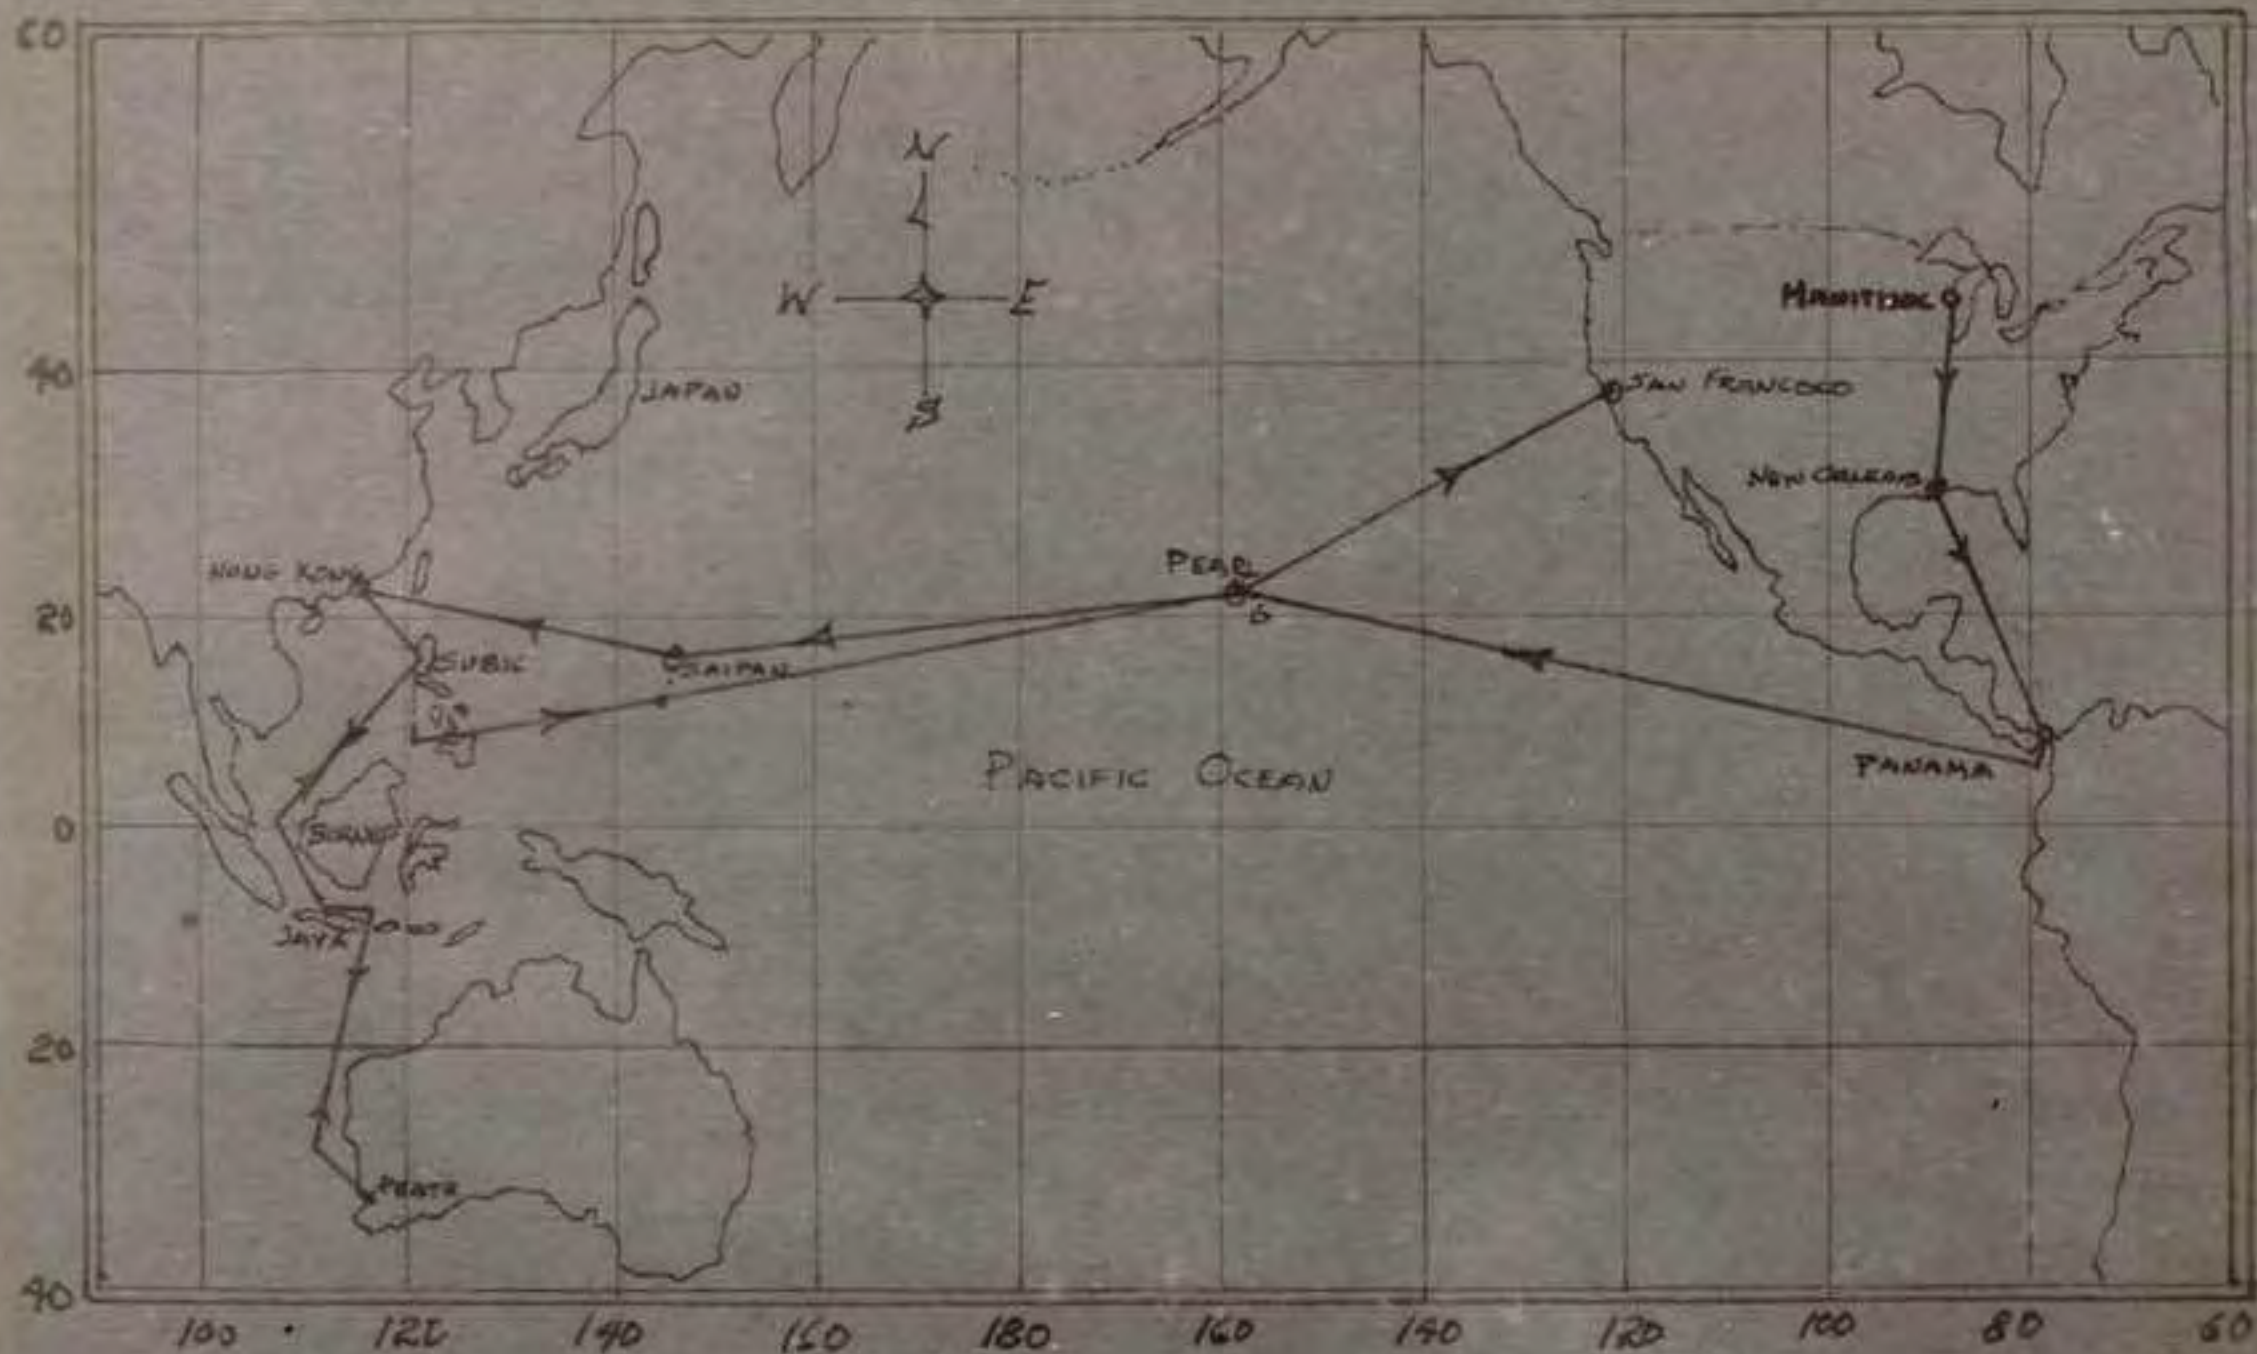 60
N
W E
MANITOWOC
40
JAPAN
S
SAN FRANCISCO
NEW ORLEANS
HONG KONG
PEARL
20
SUBIC
SAIPAN
PACIFIC OCEAN
PANAMA
0
BORNEO
JAVA
20
PERTH
40
100 120 140 160 180 160 140 120 100 80 60